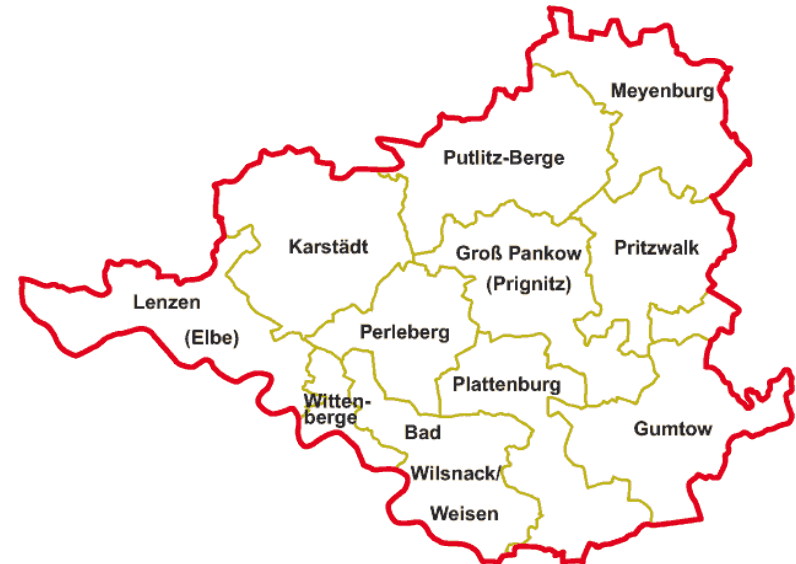 Meyenburg
Putlitz-Berge
Karstädt
Groß Pankow
(Prignitz)
Pritzwalk
Lenzen
(Elbe)
Perleberg
Plattenburg
Witten-
berge
Bad
Wilsnack/
Weisen
Gumtow